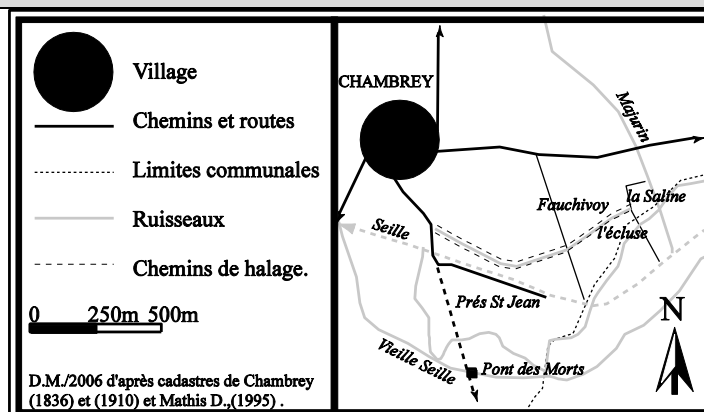 Village
Chemins et routes
Limites communales
Ruisseaux
Chemins de halage.
0 250m 500m
D.M./2006 d'après cadastres de Chambrey
(1836) et (1910) et Mathis D.,(1995) .
CHAMBREY
Majurin
Fauchivoy
la Saline
l'écluse
Seille
Prés St Jean
Vieille Seille
Pont des Morts
N